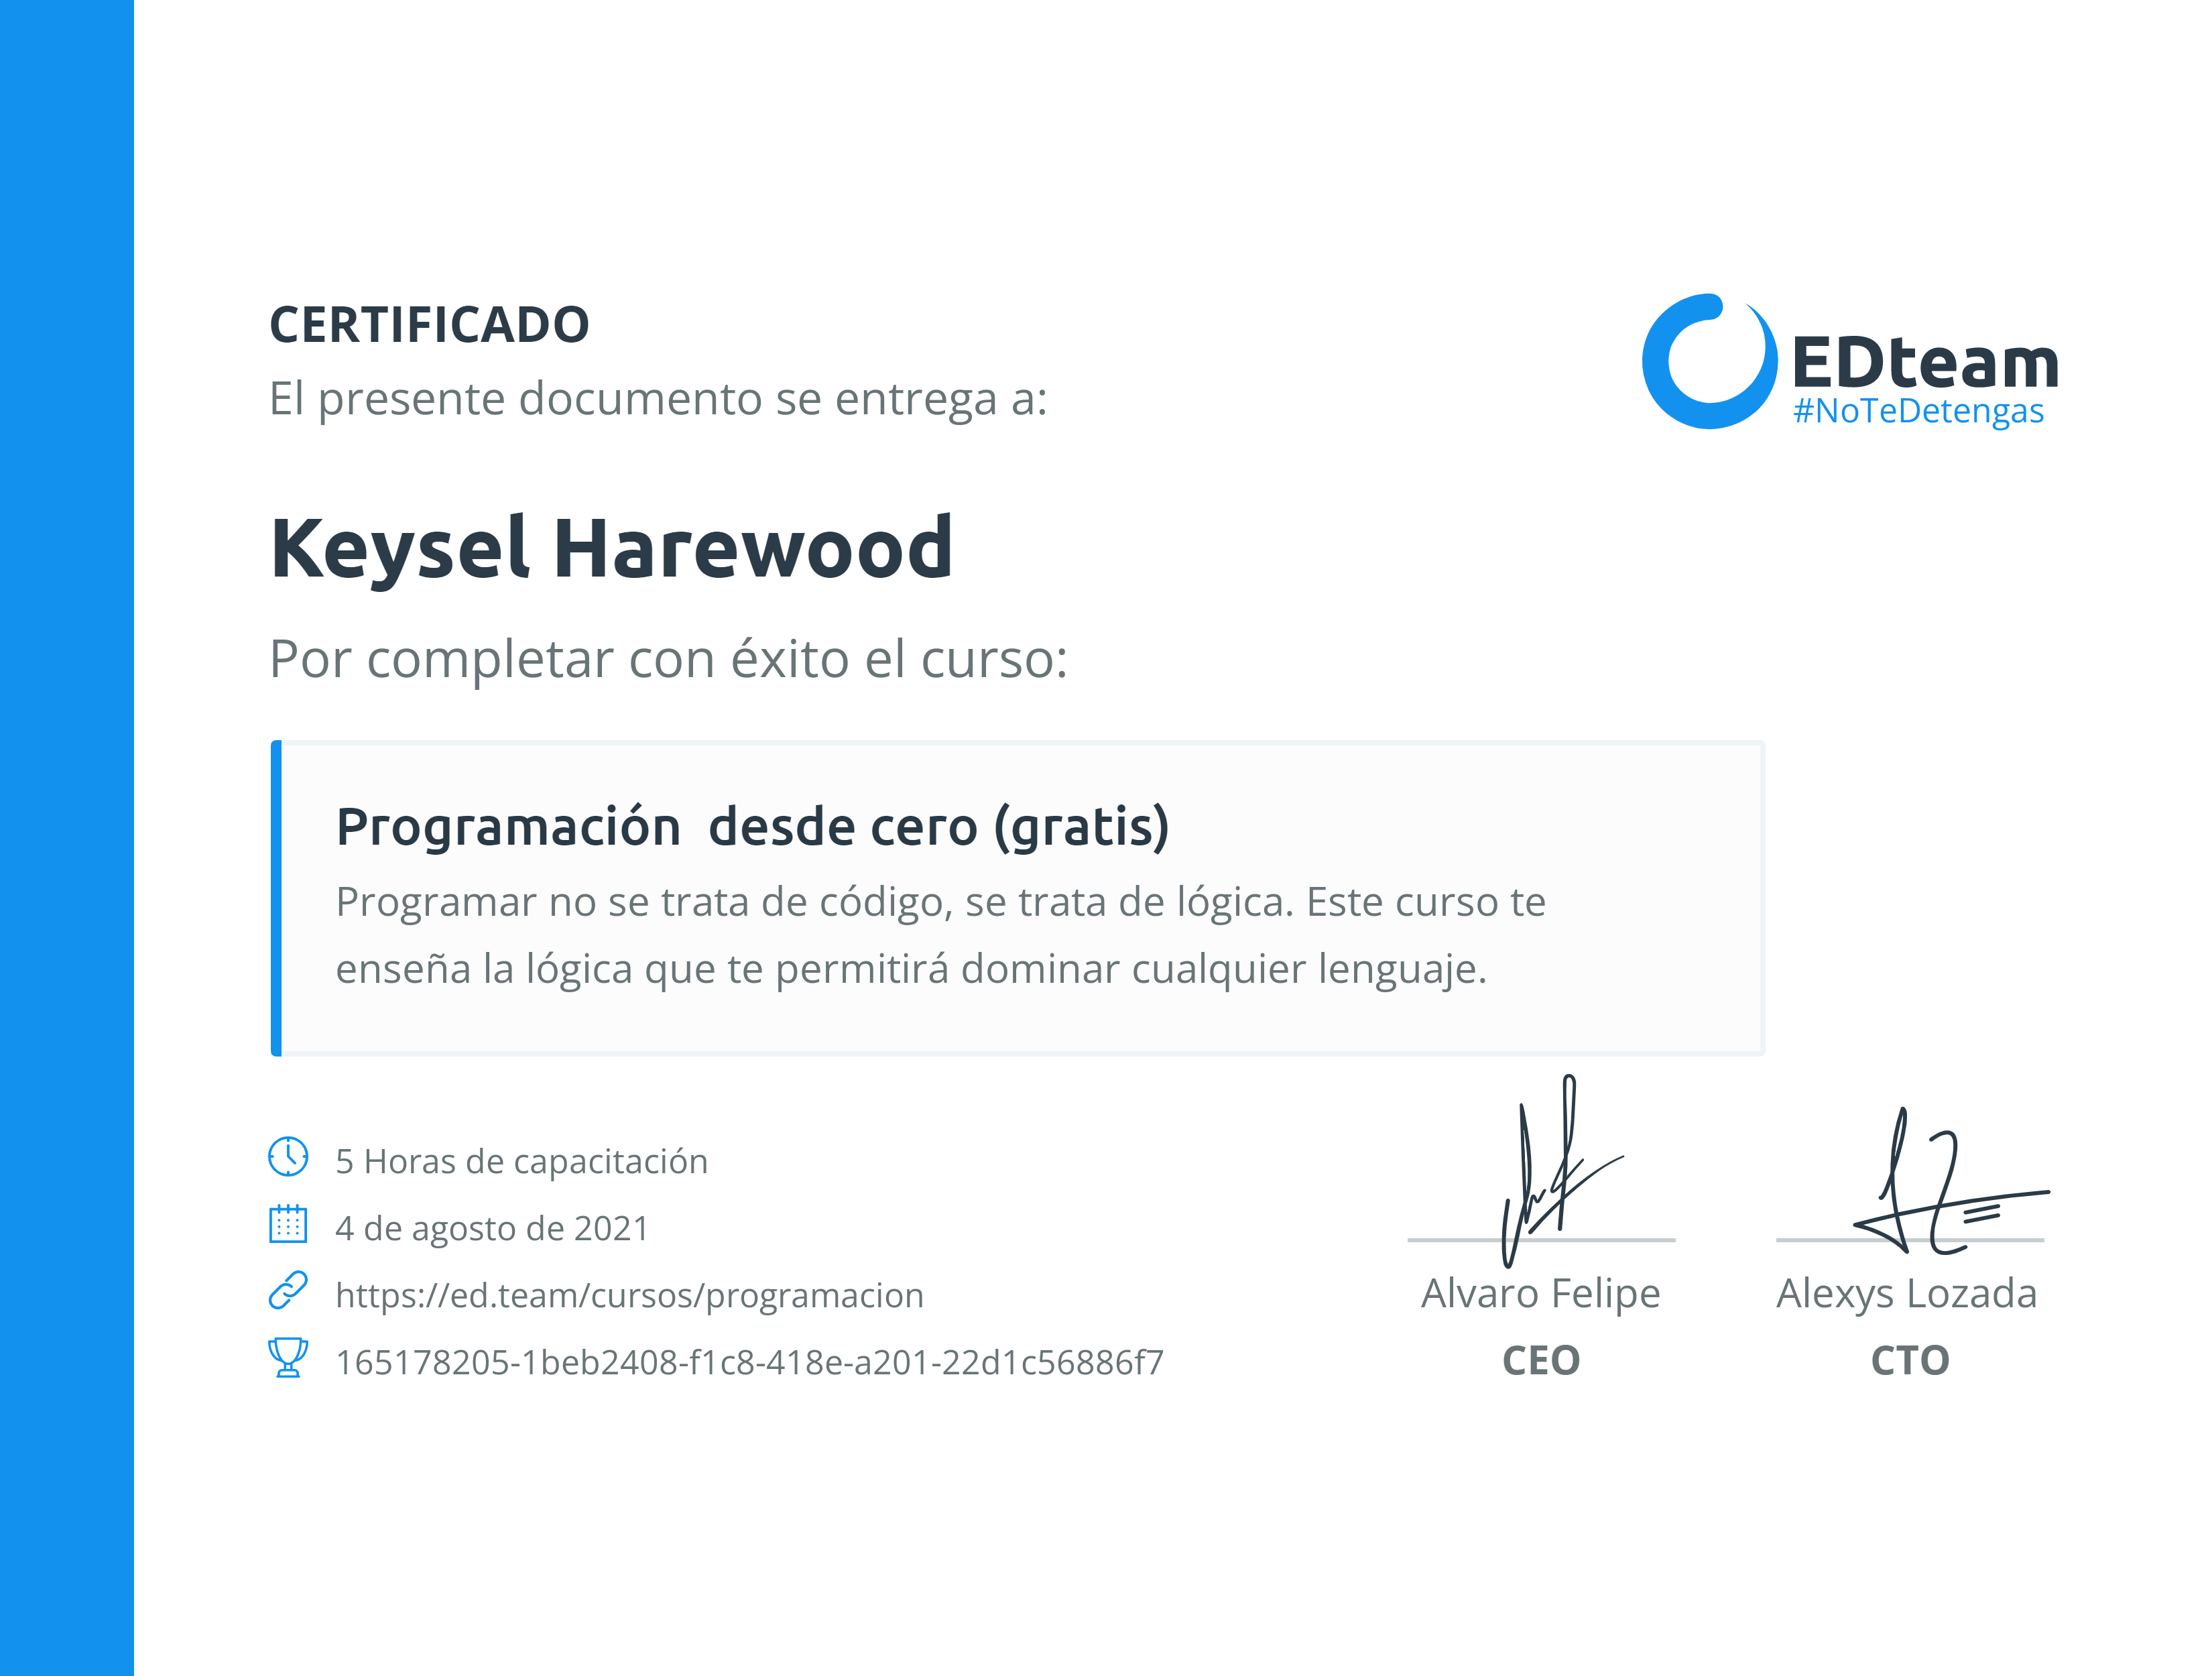 CERTIFICADO
El presente documento se entrega a:
EDteam
#NoTeDetengas
Keysel Harewood
Por completar con éxito el curso:
Programación  desde cero (gratis)
Programar no se trata de código, se trata de lógica. Este curso te
enseña la lógica que te permitirá dominar cualquier lenguaje.
5 Horas de capacitación
4 de agosto de 2021
https://ed.team/cursos/programacion
165178205-1beb2408-f1c8-418e-a201-22d1c56886f7
Alvaro Felipe
CEO
Alexys Lozada
CTO